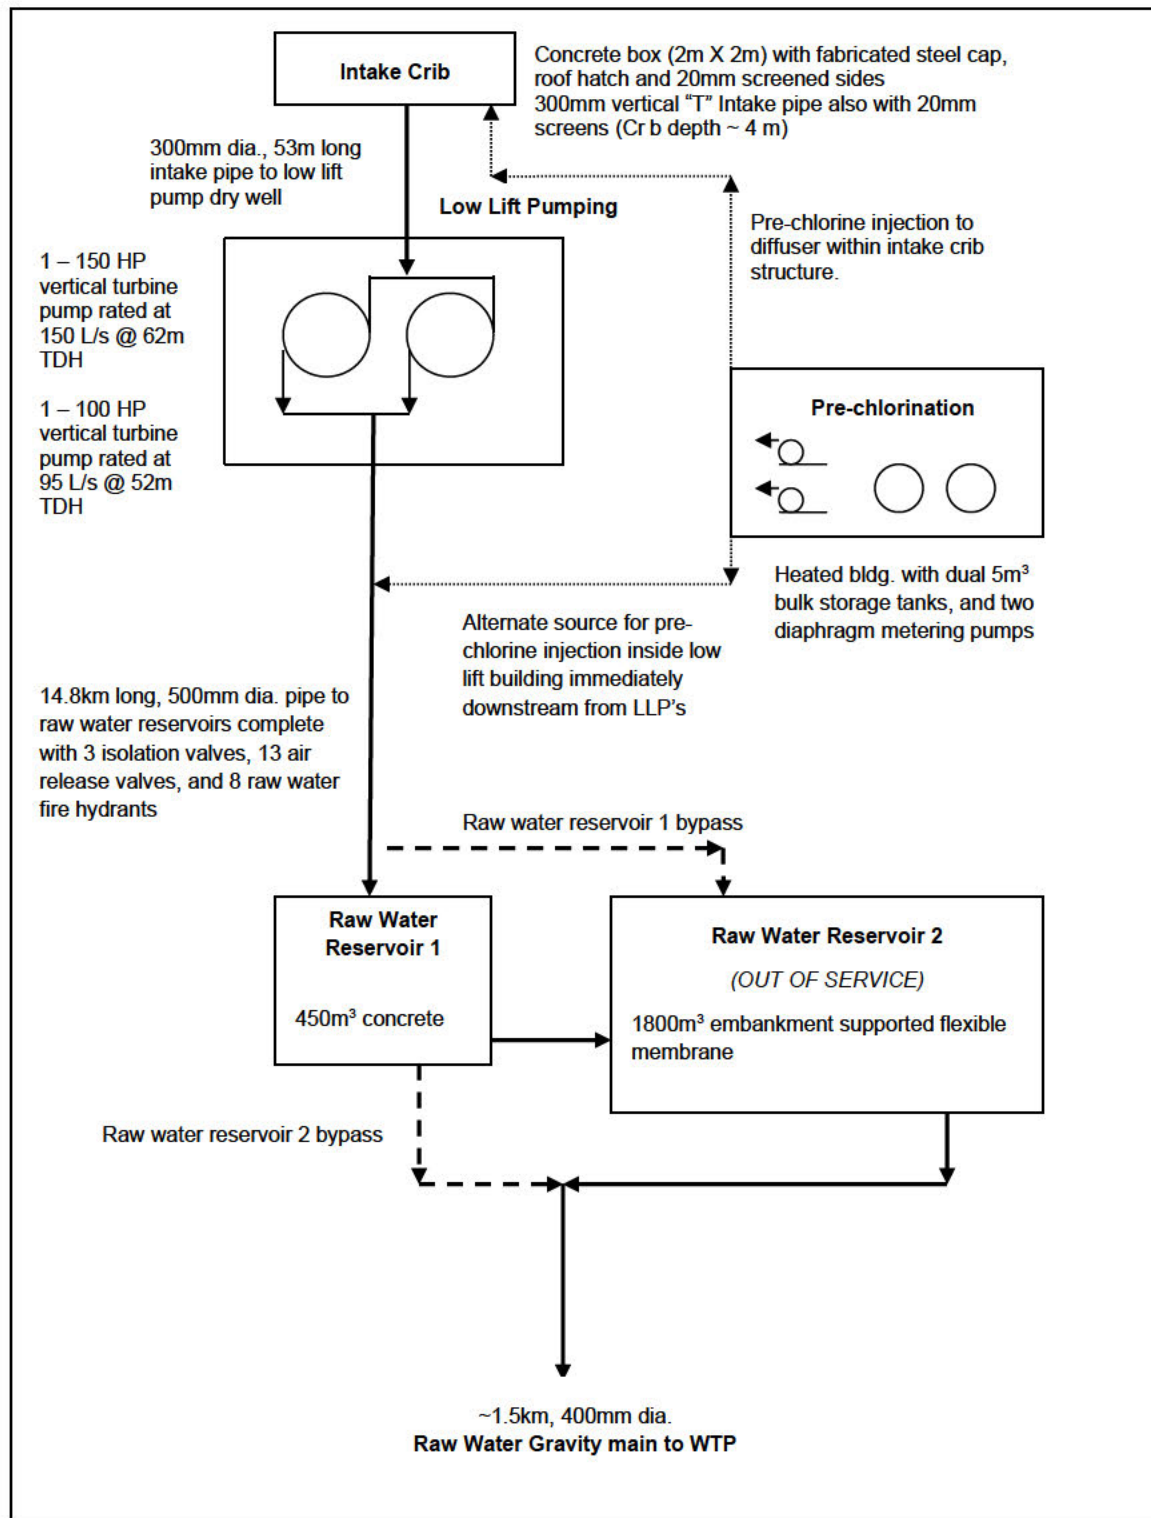 Intake Crib
Concrete box (2m X 2m) with fabricated steel cap,
roof hatch and 20mm screened sides
300mm vertical “T” Intake pipe also with 20mm
screens (Cr b depth ~ 4 m)
300mm dia., 53m long
intake pipe to low lift
pump dry well
Low Lift Pumping
Pre-chlorine injection to
diffuser within intake crib
structure.
1 – 150 HP
vertical turbine
pump rated at
150 L/s @ 62m
TDH
1 – 100 HP
vertical turbine
pump rated at
95 L/s @ 52m
TDH
Pre-chlorination
Heated bldg. with dual 5m³
bulk storage tanks, and two
diaphragm metering pumps
Alternate source for pre-
chlorine injection inside low
lift building immediately
downstream from LLP’s
14.8km long, 500mm dia. pipe to
raw water reservoirs complete
with 3 isolation valves, 13 air
release valves, and 8 raw water
fire hydrants
Raw water reservoir 1 bypass
Raw Water
Reservoir 1
450m³ concrete
Raw Water Reservoir 2
(OUT OF SERVICE)
1800m³ embankment supported flexible
membrane
Raw water reservoir 2 bypass
~1.5km, 400mm dia.
Raw Water Gravity main to WTP